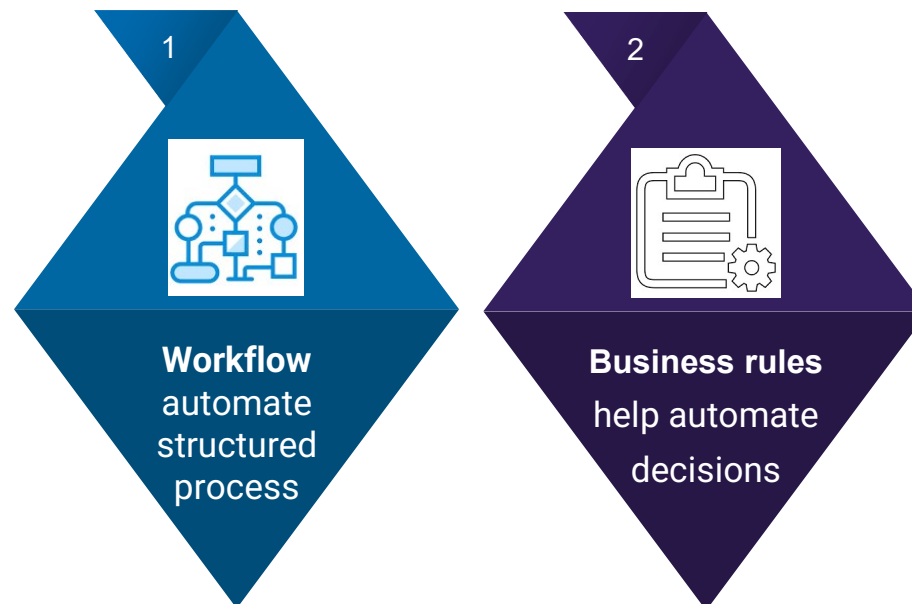 1
Workflow
automate
structured
process
2
Business rules
help automate
decisions